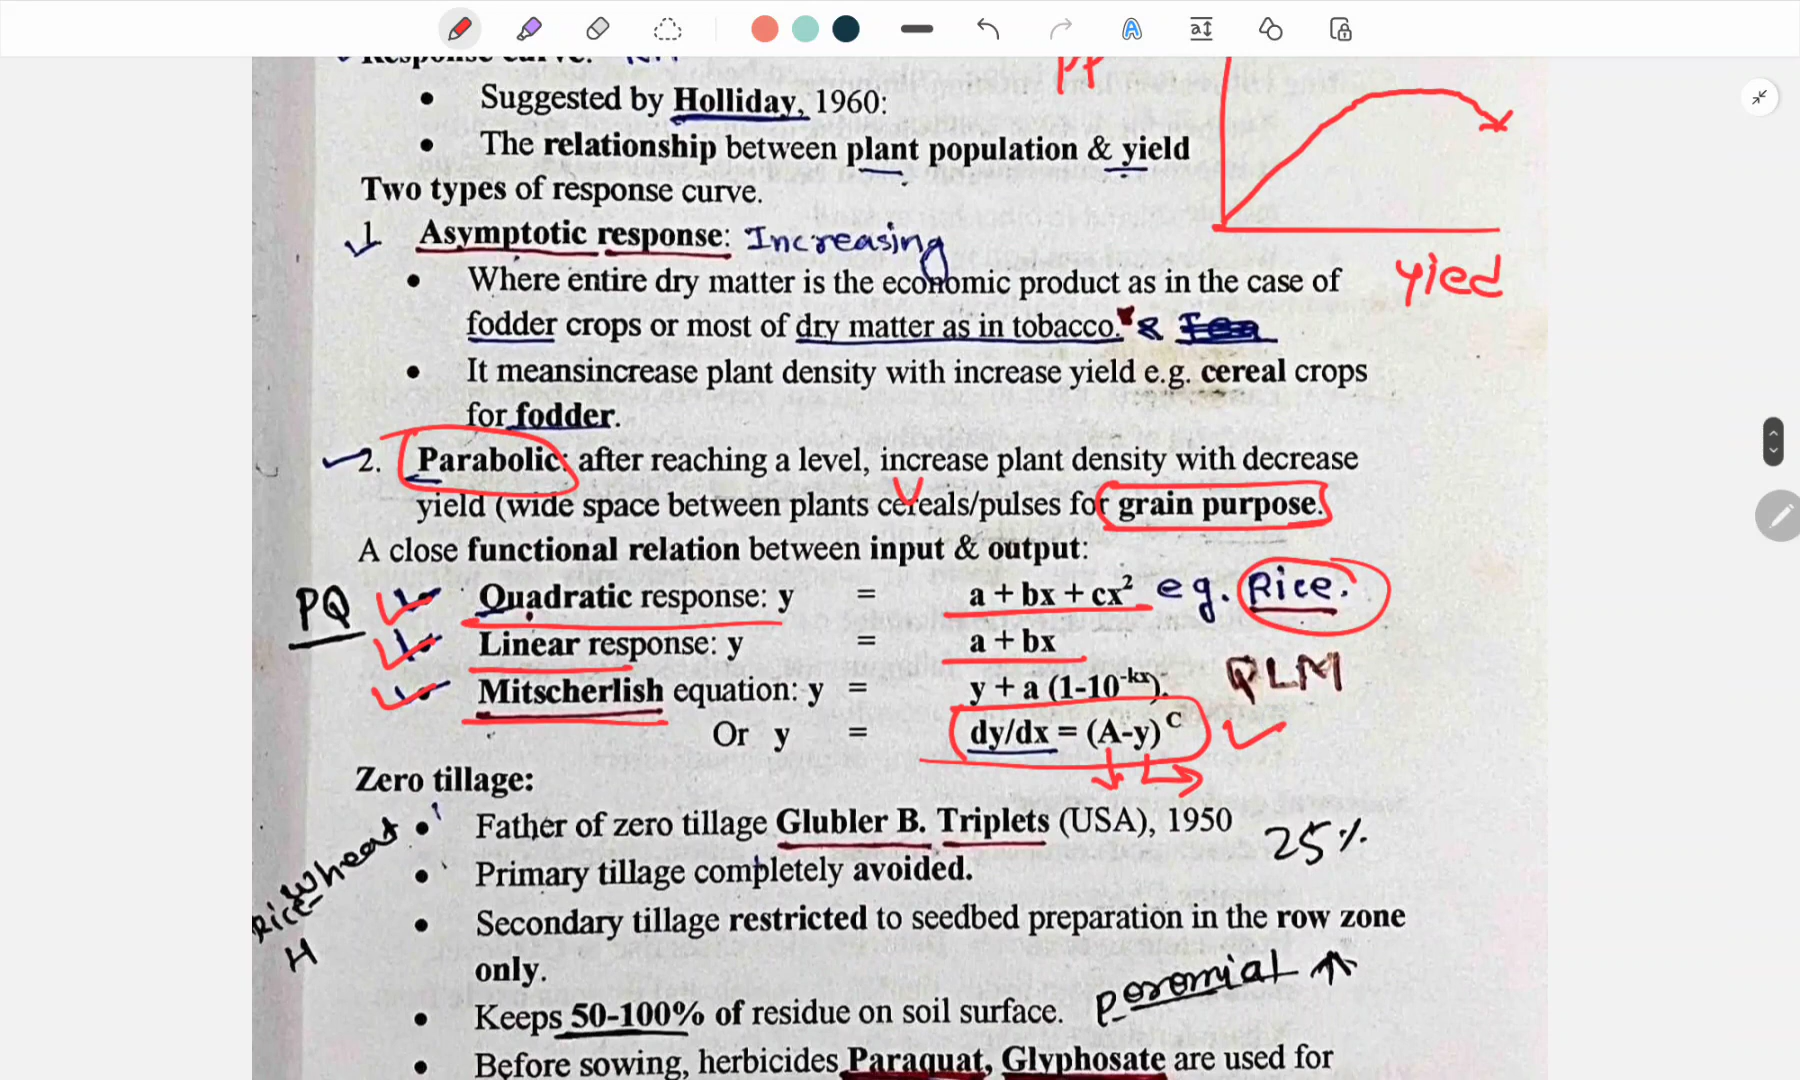 Response curve:
Suggested by Holliday, 1960:
The relationship between plant population & yield
Two types of response curve.
1. Asymptotic response: Increasing
Where entire dry matter is the economic product as in the case of
yied
fodder crops or most of dry matter as in tobacco. &
It meansincrease plant density with increase yield e.g. cereal crops
for fodder.
2. Parabolic: after reaching a level, increase plant density with decrease
yield (wide space between plants cereals/pulses for grain purpose.
A close functional relation between input & output:
PQ Quadratic response: y = a + bx + cx² eg. Rice.
Linear response: y = a + bx
Mitscherlish equation: y = y + a (1-10⁻ᵏˣ). QLM
Or y = dy/dx = (A-y) C
Zero tillage:
Father of zero tillage Glubler B. Triplets (USA), 1950 25%
Primary tillage completely avoided.
Rice-wheat
Secondary tillage restricted to seedbed preparation in the row zone
only.
Keeps 50-100% of residue on soil surface.
Before sowing, herbicides Paraquat, Glyphosate are used for